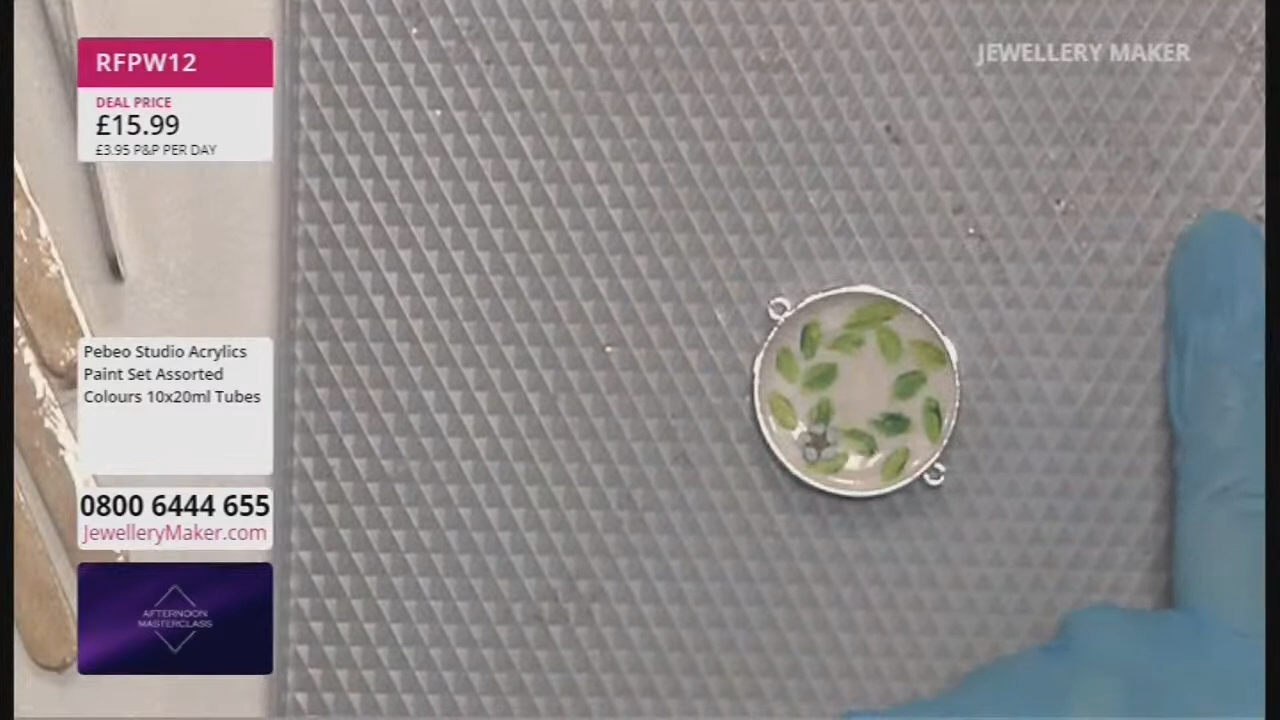 RFPW12
DEAL PRICE
£15.99
£3.95 P&P PER DAY
JEWELLERY MAKER
Pebeo Studio Acrylics
Paint Set Assorted
Colours 10x20ml Tubes
0800 6444 655
JewelleryMaker.com
AFTERNOON
MASTERCLASS